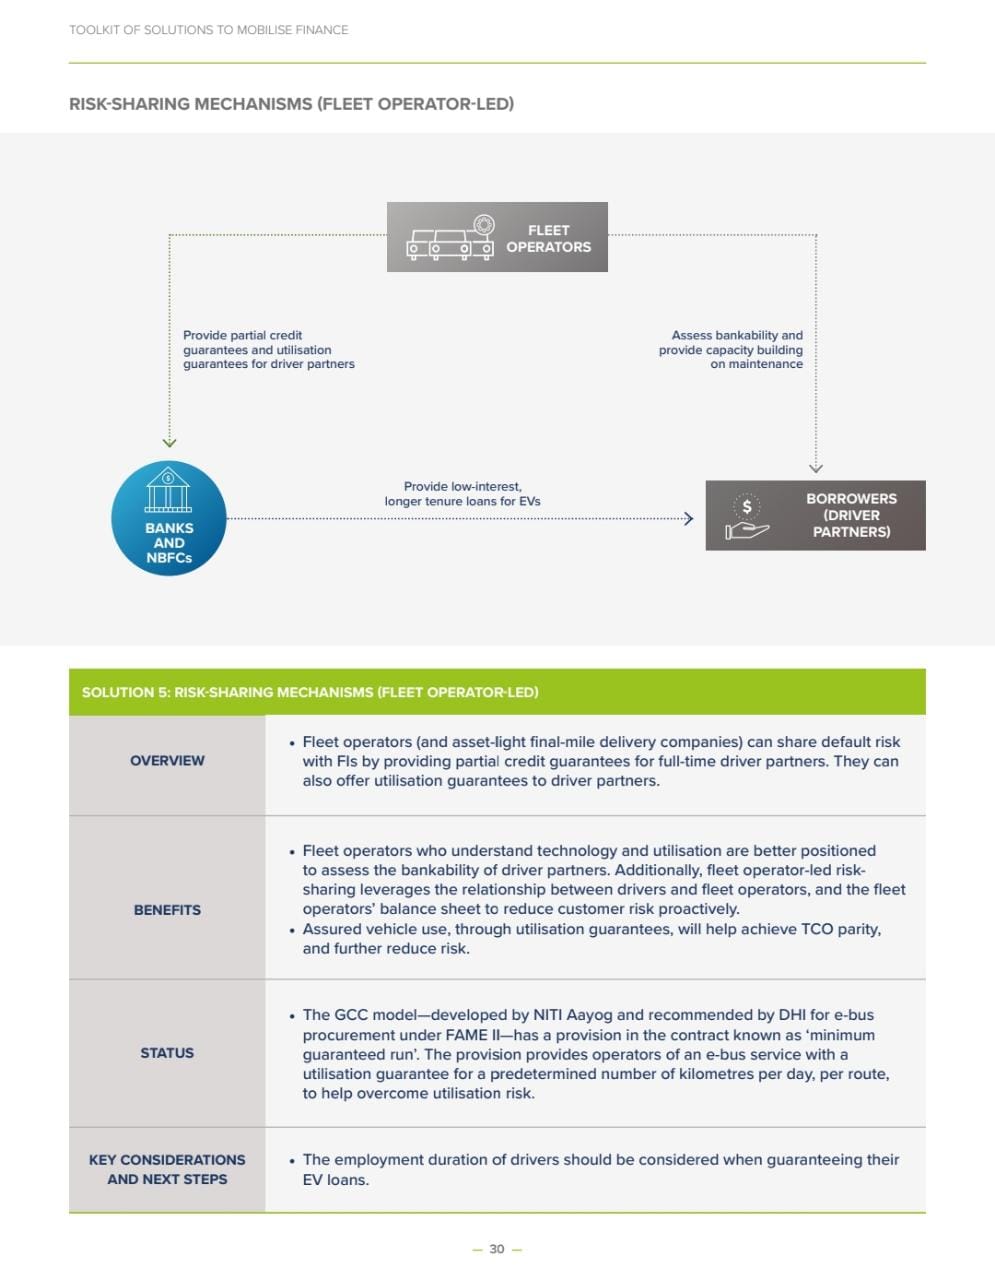 TOOLKIT OF SOLUTIONS TO MOBILISE FINANCE
RISK-SHARING MECHANISMS (FLEET OPERATOR-LED)
FLEET
OPERATORS
Provide partial credit
guarantees and utilisation
guarantees for driver partners
Assess bankability and
provide capacity building
on maintenance
Provide low-interest,
longer tenure loans for EVs
$
BANKS
AND
NBFCs
$
BORROWERS
(DRIVER
PARTNERS)
SOLUTION 5: RISK-SHARING MECHANISMS (FLEET OPERATOR-LED)
OVERVIEW
• Fleet operators (and asset-light final-mile delivery companies) can share default risk
with FIs by providing partial credit guarantees for full-time driver partners. They can
also offer utilisation guarantees to driver partners.
BENEFITS
• Fleet operators who understand technology and utilisation are better positioned
to assess the bankability of driver partners. Additionally, fleet operator-led risk-
sharing leverages the relationship between drivers and fleet operators, and the fleet
operators’ balance sheet to reduce customer risk proactively.
• Assured vehicle use, through utilisation guarantees, will help achieve TCO parity,
and further reduce risk.
STATUS
• The GCC model—developed by NITI Aayog and recommended by DHI for e-bus
procurement under FAME II—has a provision in the contract known as ‘minimum
guaranteed run’. The provision provides operators of an e-bus service with a
utilisation guarantee for a predetermined number of kilometres per day, per route,
to help overcome utilisation risk.
KEY CONSIDERATIONS
AND NEXT STEPS
• The employment duration of drivers should be considered when guaranteeing their
EV loans.
— 30 —